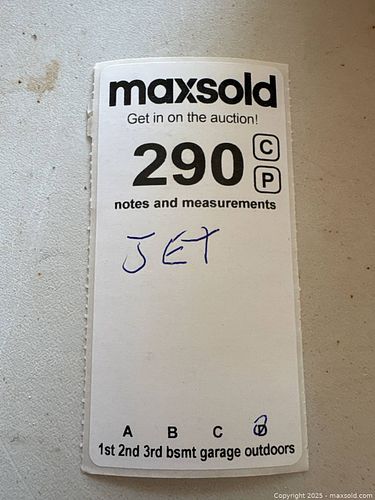 maxsold
Get in on the auction!
290 C
P
notes and measurements
JET
A B C D
1st 2nd 3rd bsmt garage outdoors
Copyright 2025 - maxsold.com